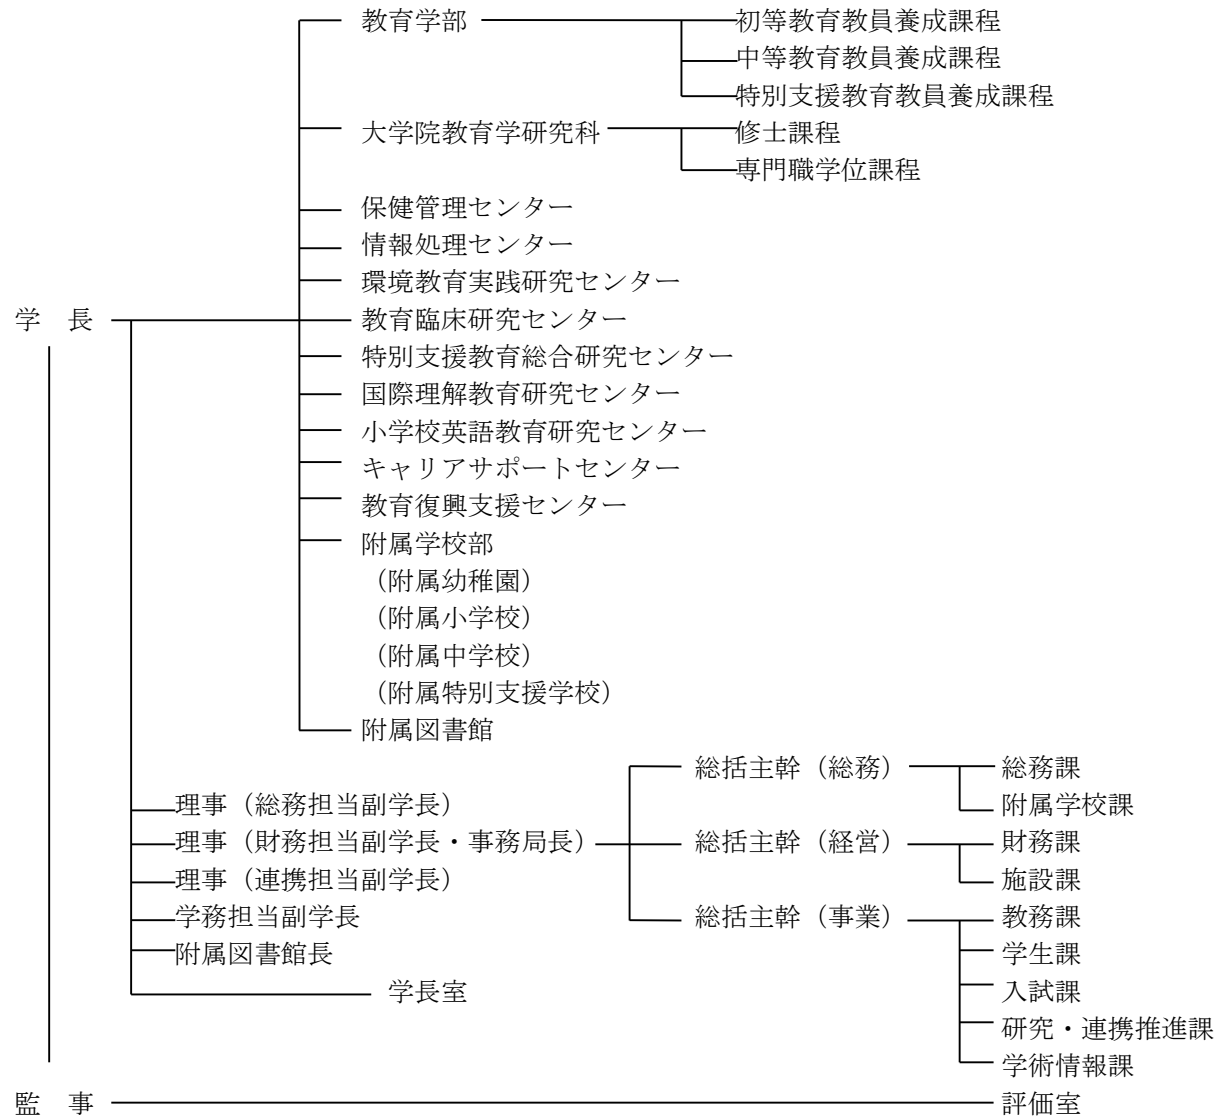 教育学部 初等教育教員養成課程
中等教育教員養成課程
特別支援教育教員養成課程
大学院教育学研究科 修士課程
専門職学位課程
保健管理センター
情報処理センター
環境教育実践研究センター
学　長 教育臨床研究センター
特別支援教育総合研究センター
国際理解教育研究センター
小学校英語教育研究センター
キャリアサポートセンター
教育復興支援センター
附属学校部
（附属幼稚園）
（附属小学校）
（附属中学校）
（附属特別支援学校）
附属図書館
総括主幹（総務） 総務課
理事（総務担当副学長） 附属学校課
理事（財務担当副学長・事務局長） 総括主幹（経営） 財務課
理事（連携担当副学長） 施設課
学務担当副学長 総括主幹（事業） 教務課
附属図書館長 学生課
学長室 入試課
研究・連携推進課
学術情報課
監　事 評価室